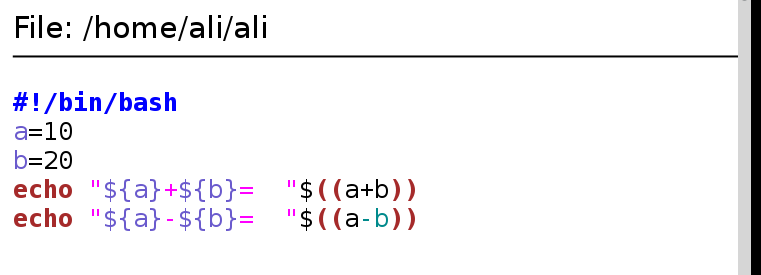 File: /home/ali/ali
#!/bin/bash
a=10
b=20
echo "${a}+${b}=  "$((a+b))
echo "${a}-${b}=  "$((a-b))